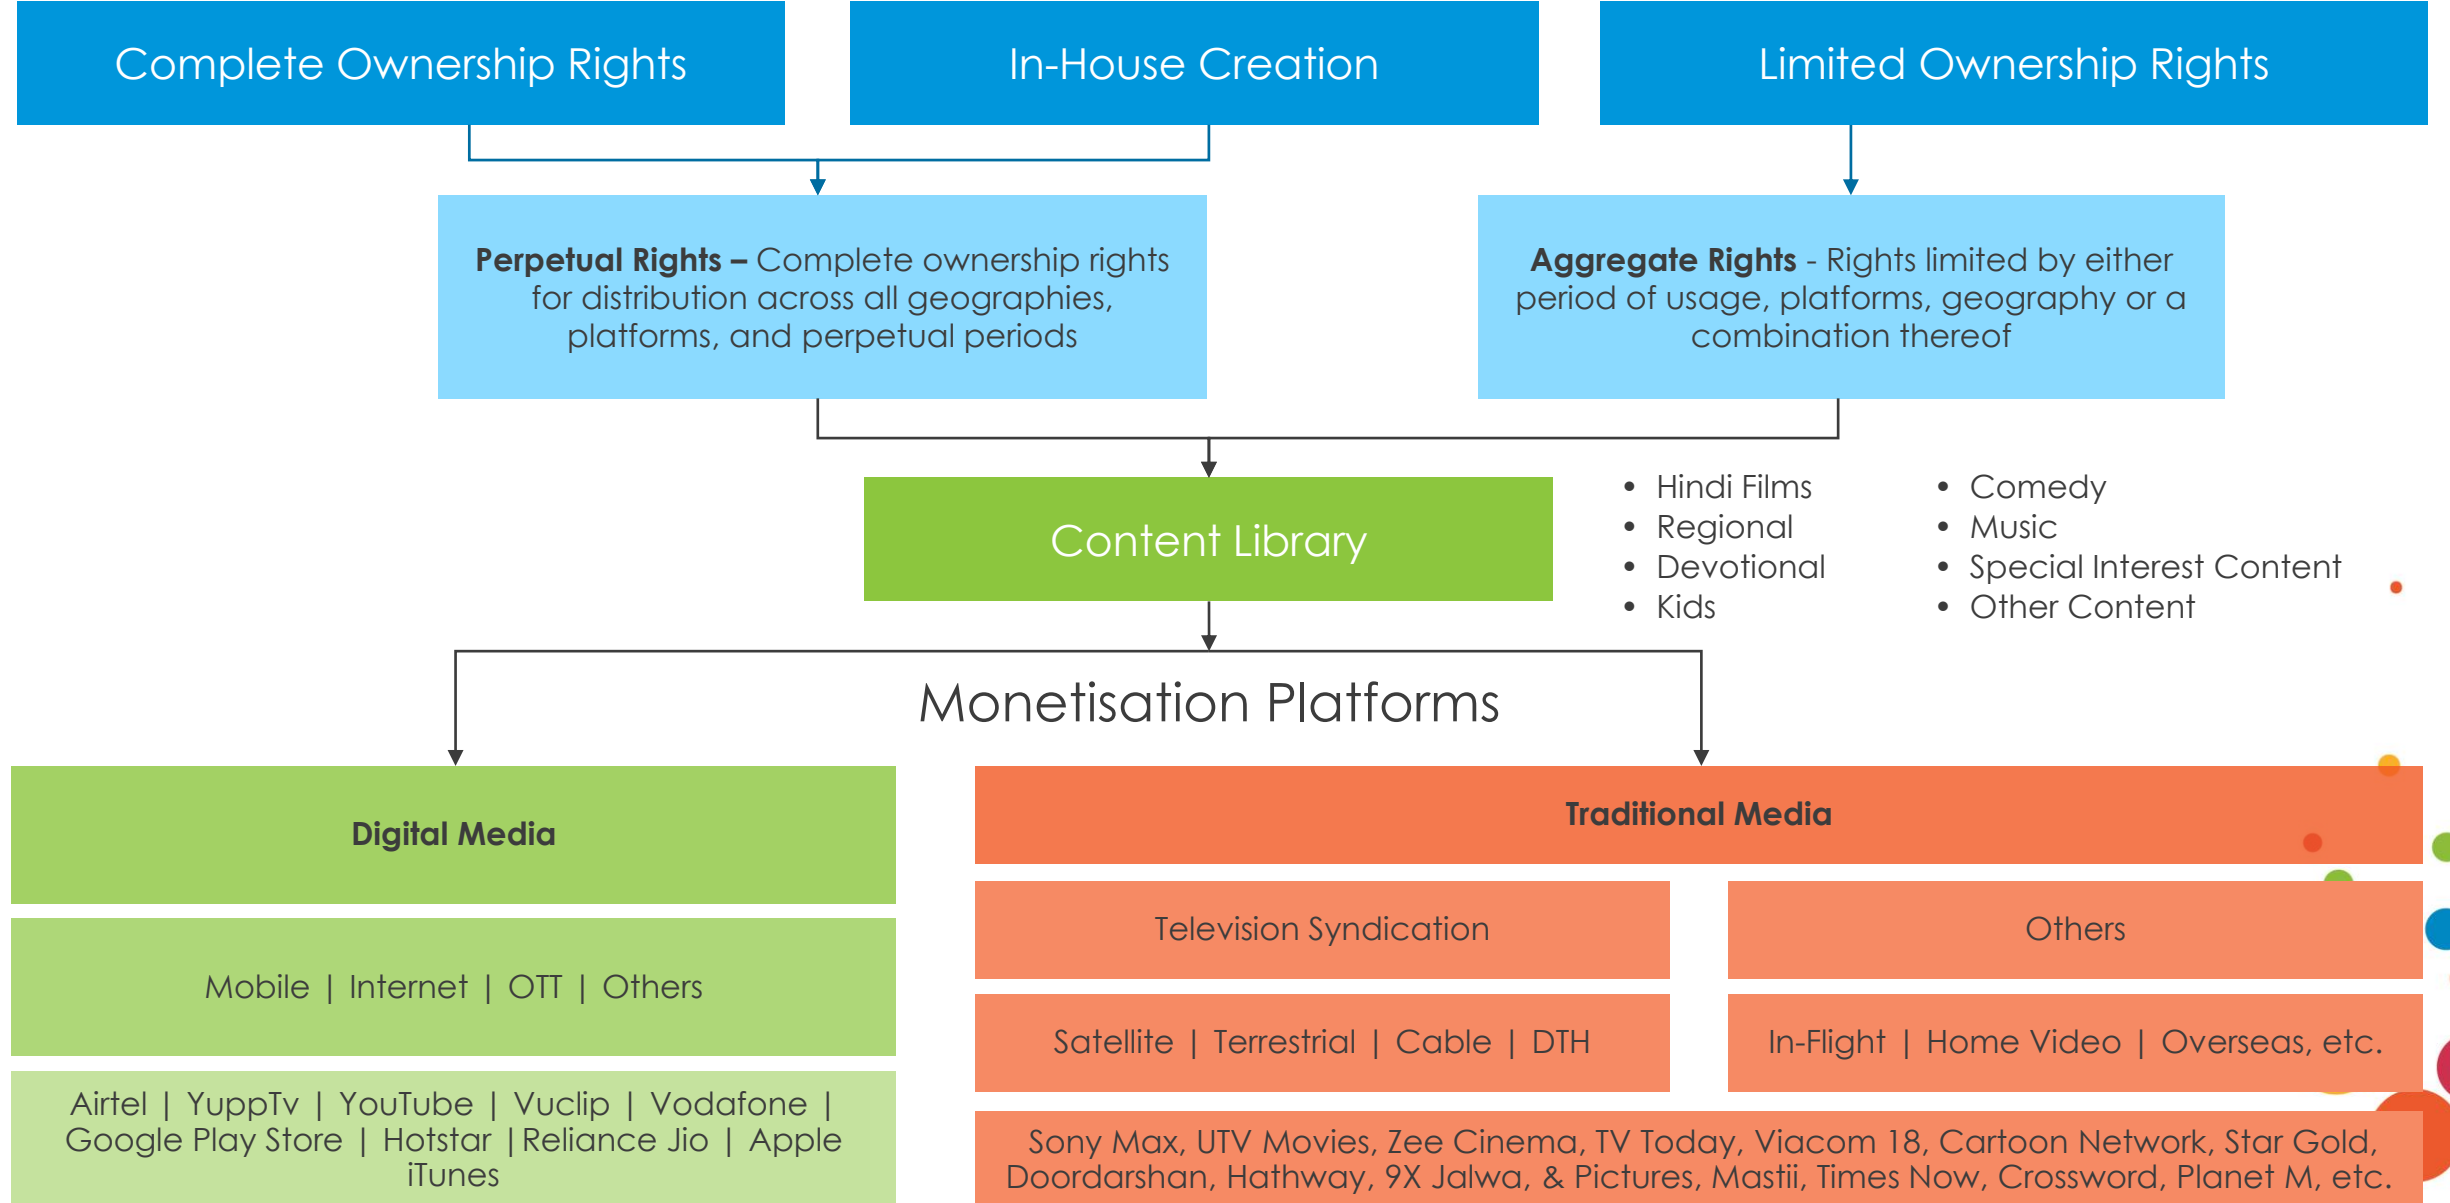 Complete Ownership Rights
In-House Creation
Limited Ownership Rights
Perpetual Rights – Complete ownership rights
for distribution across all geographies,
platforms, and perpetual periods
Aggregate Rights - Rights limited by either
period of usage, platforms, geography or a
combination thereof
Content Library
• Hindi Films
• Regional
• Devotional
• Kids
• Comedy
• Music
• Special Interest Content
• Other Content
Monetisation Platforms
Digital Media
Mobile | Internet | OTT | Others
Airtel | YuppTv | YouTube | Vuclip | Vodafone |
Google Play Store | Hotstar |Reliance Jio | Apple
iTunes
Traditional Media
Television Syndication
Others
Satellite | Terrestrial | Cable | DTH
In-Flight | Home Video | Overseas, etc.
Sony Max, UTV Movies, Zee Cinema, TV Today, Viacom 18, Cartoon Network, Star Gold,
Doordarshan, Hathway, 9X Jalwa, & Pictures, Mastii, Times Now, Crossword, Planet M, etc.